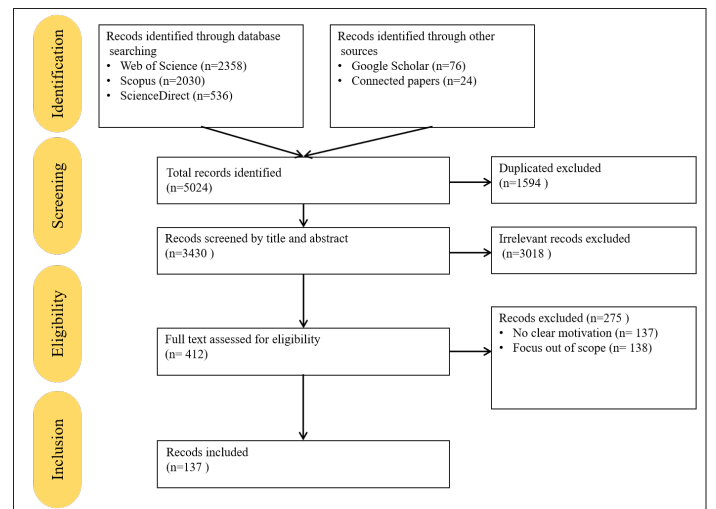 Identification
Recods identified through database
searching
• Web of Science (n=2358)
• Scopus (n=2030)
• ScienceDirect (n=536)
Recods identified through other
sources
• Google Scholar (n=76)
• Connected papers (n=24)
Screening
Total records identified
(n=5024)
Duplicated excluded
(n=1594 )
Recods screened by title and abstract
(n=3430 )
Irrelevant recods excluded
(n=3018 )
Eligibility
Full text assessed for eligibility
(n= 412)
Recods excluded (n=275 )
• No clear motivation (n= 137)
• Focus out of scope (n= 138)
Inclusion
Recods included
(n=137 )